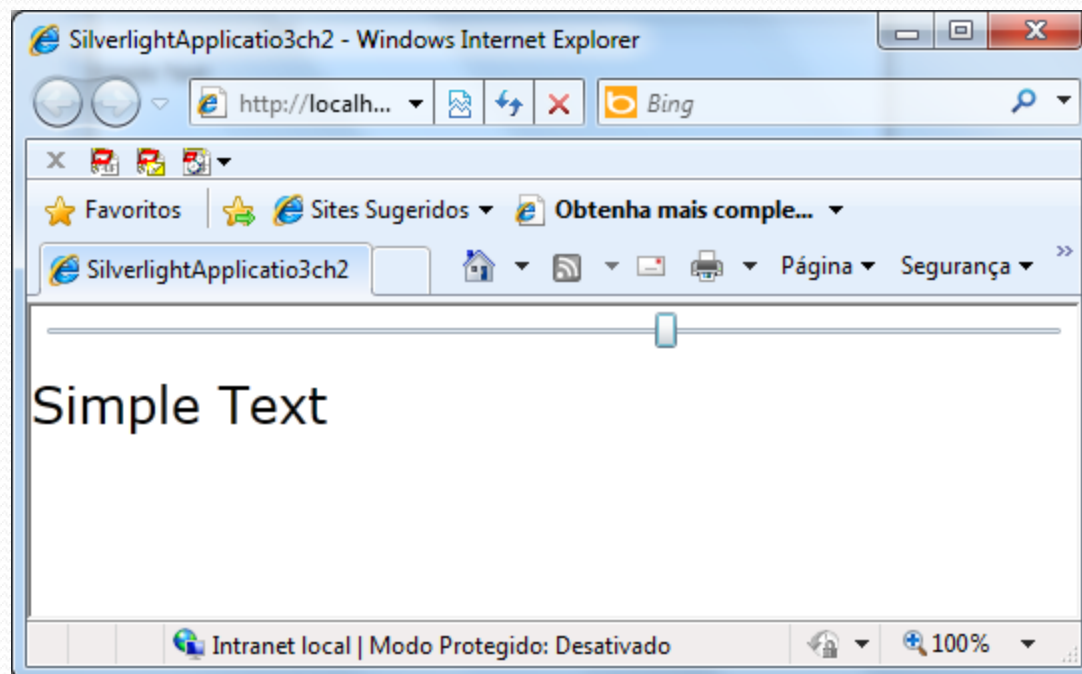 SilverlightApplicatio3ch2 - Windows Internet Explorer
http://localh... Bing
Favoritos Sites Sugeridos Obtenha mais comple...
SilverlightApplicatio3ch2 Página Segurança »
Simple Text
Intranet local | Modo Protegido: Desativado 100%